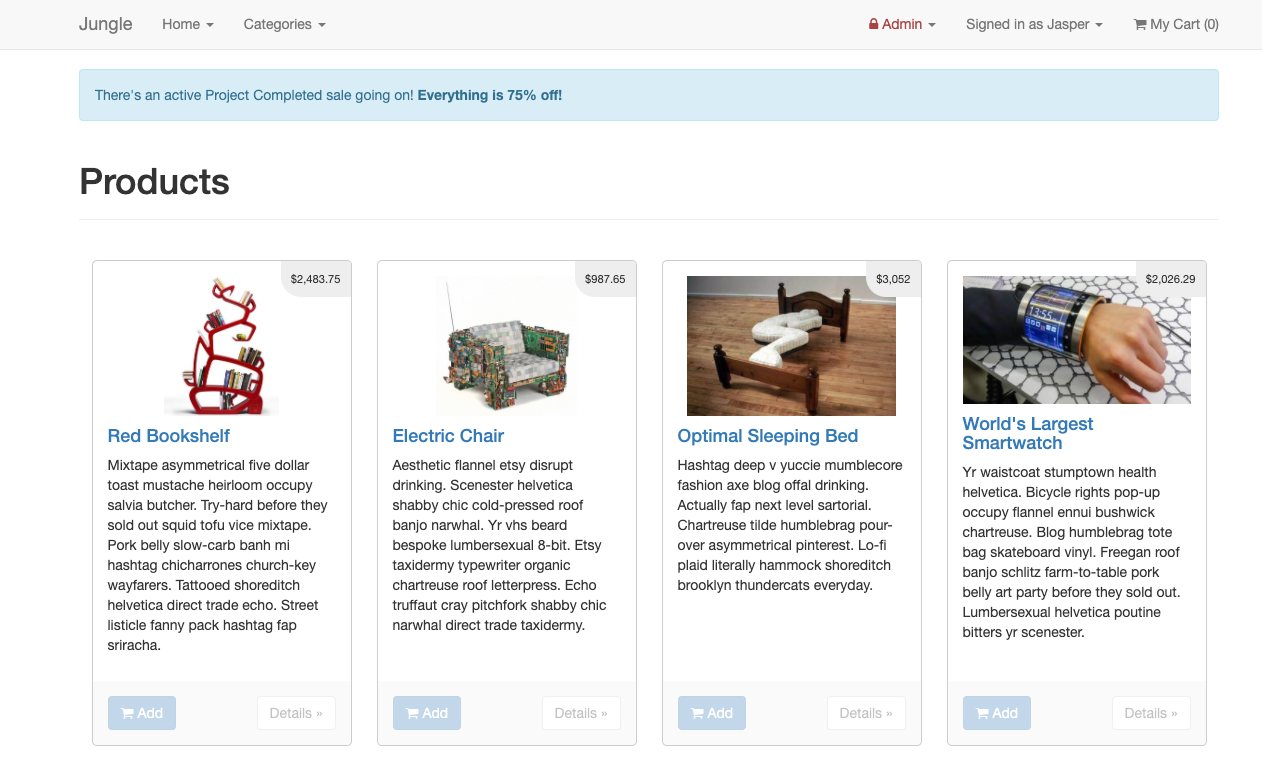 Jungle Home Categories Admin Signed in as Jasper My Cart (0)
There's an active Project Completed sale going on! Everything is 75% off!
Products
$2,483.75
Red Bookshelf
Mixtape asymmetrical five dollar
toast mustache heirloom occupy
salvia butcher. Try-hard before they
sold out squid tofu vice mixtape.
Pork belly slow-carb banh mi
hashtag chicharrones church-key
wayfarers. Tattooed shoreditch
helvetica direct trade echo. Street
listicle fanny pack hashtag fap
sriracha.
Add Details »
$987.65
Electric Chair
Aesthetic flannel etsy disrupt
drinking. Scenester helvetica
shabby chic cold-pressed roof
banjo narwhal. Yr vhs beard
bespoke lumbersexual 8-bit. Etsy
taxidermy typewriter organic
chartreuse roof letterpress. Echo
truffaut cray pitchfork shabby chic
narwhal direct trade taxidermy.
Add Details »
$3,052
Optimal Sleeping Bed
Hashtag deep v yuccie mumblecore
fashion axe blog offal drinking.
Actually fap next level sartorial.
Chartreuse tilde humblebrag pour-
over asymmetrical pinterest. Lo-fi
plaid literally hammock shoreditch
brooklyn thundercats everyday.
Add Details »
$2,026.29
13:55
World's Largest
Smartwatch
Yr waistcoat stumptown health
helvetica. Bicycle rights pop-up
occupy flannel ennui bushwick
chartreuse. Blog humblebrag tote
bag skateboard vinyl. Freegan roof
banjo schlitz farm-to-table pork
belly art party before they sold out.
Lumbersexual helvetica poutine
bitters yr scenester.
Add Details »